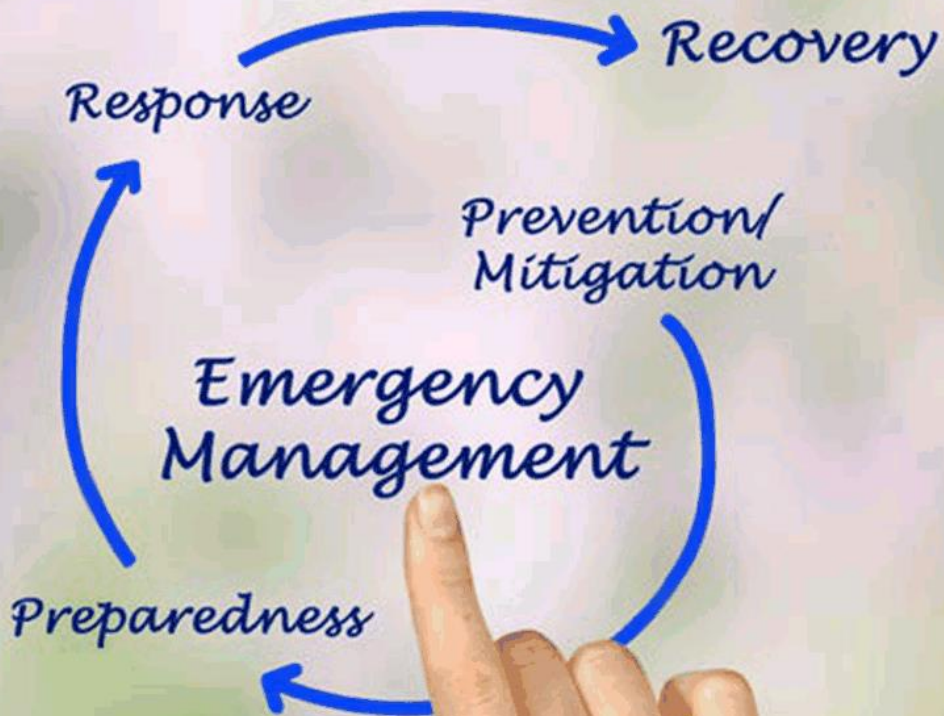 Recovery
Response
Prevention/
Mitigation
Emergency
Management
Preparedness